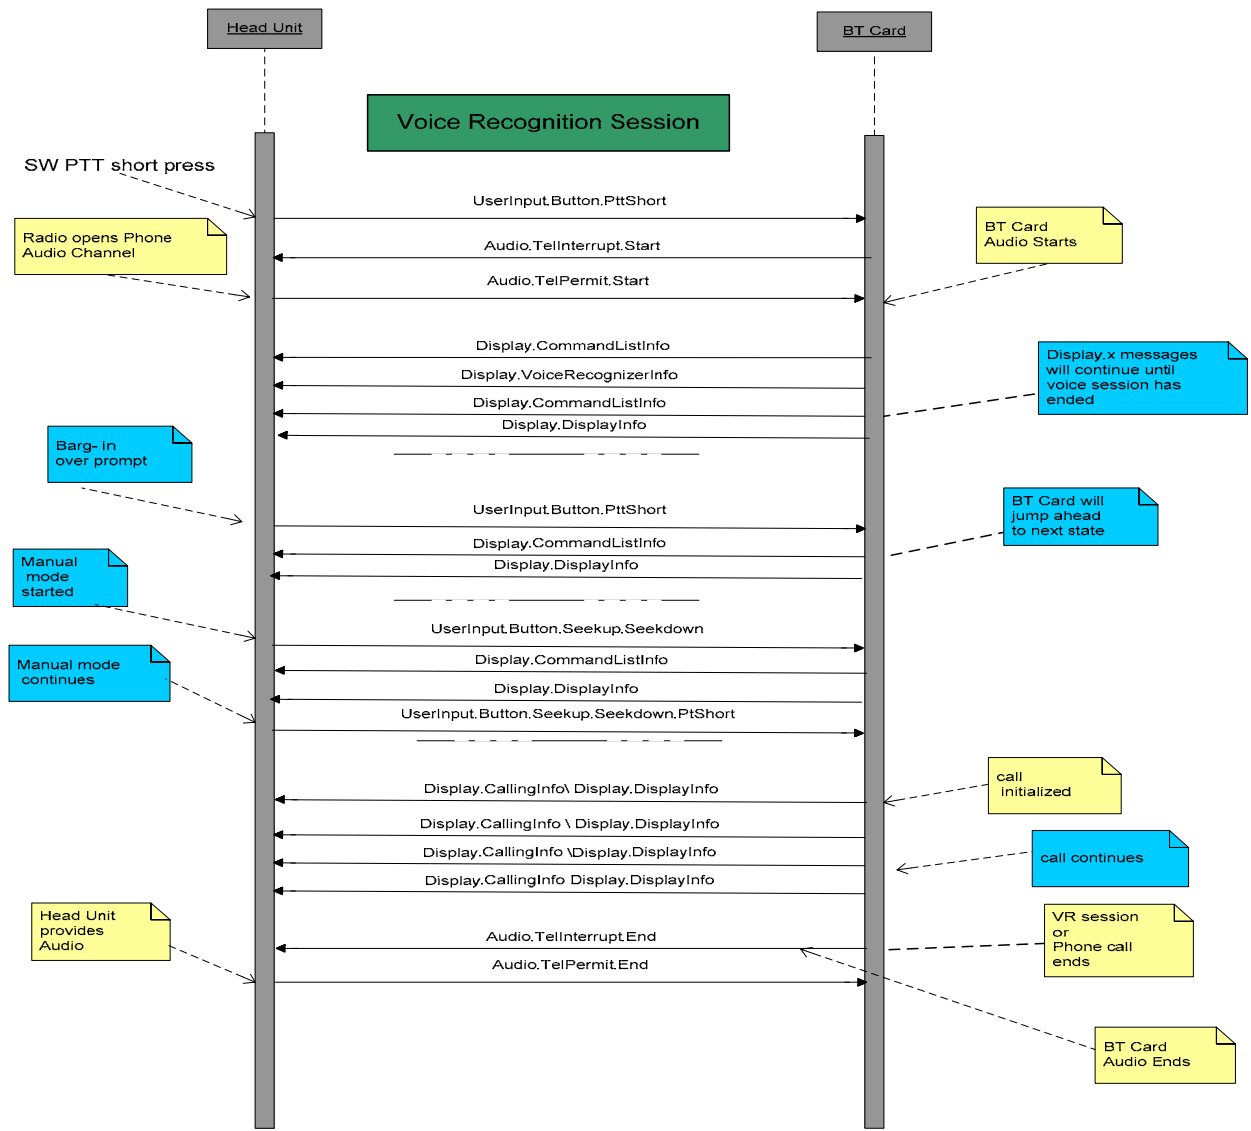 Head Unit
BT Card
Voice Recognition Session
SW PTT short press
UserInput.Button.PttShort
Radio opens Phone
Audio Channel
BT Card
Audio Starts
Audio.TelInterrupt.Start
Audio.TelPermit.Start
Display.CommandListInfo
Display.VoiceRecognizerInfo
Display.CommandListInfo
Display.DisplayInfo
Display.x messages
will continue until
voice session has
ended
Barg- in
over prompt
UserInput.Button.PttShort
BT Card will
jump ahead
to next state
Display.CommandListInfo
Display.DisplayInfo
Manual
mode
started
UserInput.Button.Seekup.Seekdown
Display.CommandListInfo
Manual mode
continues
Display.DisplayInfo
UserInput.Button.Seekup.Seekdown.PtShort
call
initialized
Display.CallingInfo\ Display.DisplayInfo
Display.CallingInfo \ Display.DisplayInfo
Display.CallingInfo \Display.DisplayInfo
call continues
Display.CallingInfo Display.DisplayInfo
Head Unit
provides
Audio
VR session
or
Phone call
ends
Audio.TelInterrupt.End
Audio.TelPermit.End
BT Card
Audio Ends